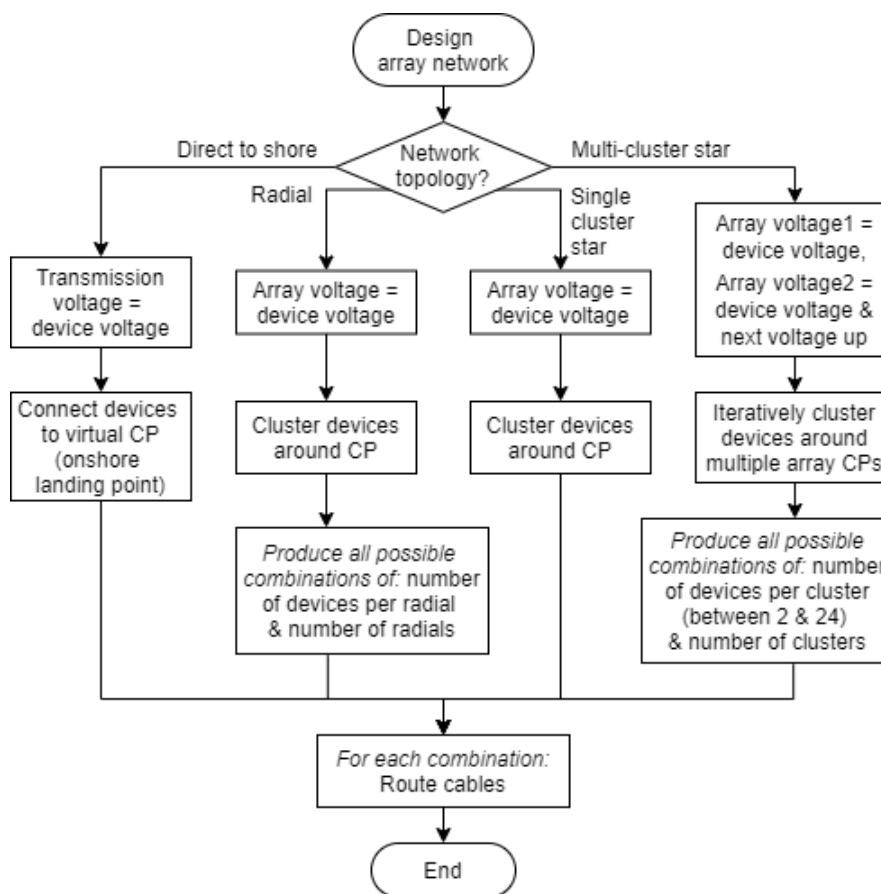 Design
array network
Direct to shore
Network
topology?
Multi-cluster star
Radial
Single
cluster
star
Transmission
voltage =
device voltage
Array voltage =
device voltage
Array voltage =
device voltage
Array voltage1 =
device voltage,
Array voltage2 =
device voltage &
next voltage up
Connect devices
to virtual CP
(onshore
landing point)
Cluster devices
around CP
Cluster devices
around CP
Iteratively cluster
devices around
multiple array CPs
Produce all possible
combinations of: number
of devices per radial
& number of radials
Produce all possible
combinations of: number
of devices per cluster
(between 2 & 24)
& number of clusters
For each combination:
Route cables
End